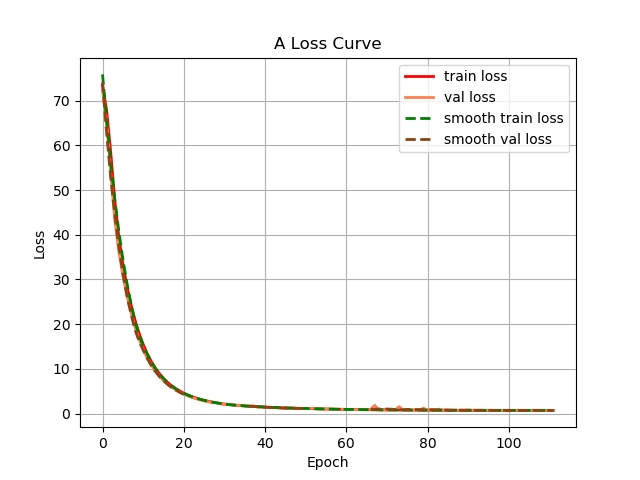 A Loss Curve
train loss
val loss
smooth train loss
smooth val loss
Loss
70
60
50
40
30
20
10
0
0 20 40 60 80 100
Epoch